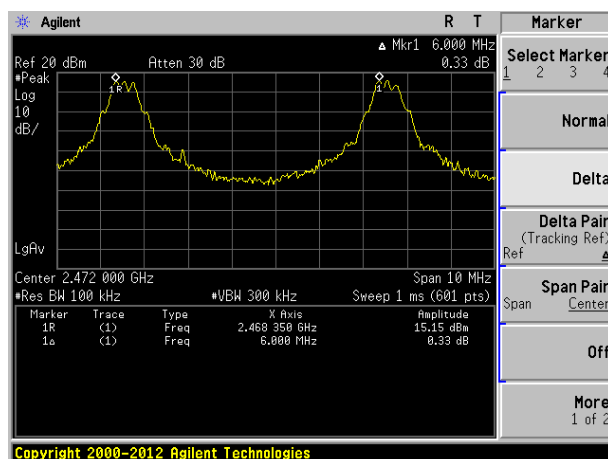 Agilent R T Marker
Mkr1 6.000 MHz
Ref 20 dBm Atten 30 dB 0.33 dB
#Peak
Log
10
dB/
1R 1
LgAv
Center 2.472 000 GHz Span 10 MHz
#Res BW 100 kHz #VBW 300 kHz Sweep 1 ms (601 pts)
Marker Trace Type X Axis Amplitude
1R (1) Freq 2.468 350 GHz 15.15 dBm
1Δ (1) Freq 6.000 MHz 0.33 dB
Select Marker
1 2 3 4
Normal
Delta
Delta Pair
(Tracking Ref)
Ref Δ
Span Pair
Span Center
Off
More
1 of 2
Copyright 2000-2012 Agilent Technologies